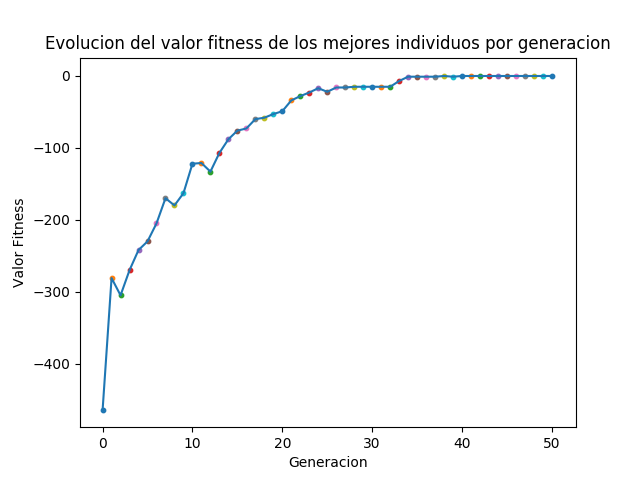 Evolucion del valor fitness de los mejores individuos por generacion
0
−100
−200
−300
−400
Valor Fitness
0 10 20 30 40 50
Generacion